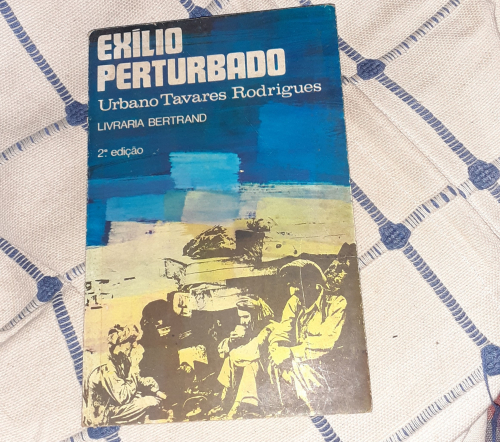 EXÍLIO
PERTURBADO
Urbano Tavares Rodrigues
LIVRARIA BERTRAND
2ª edição